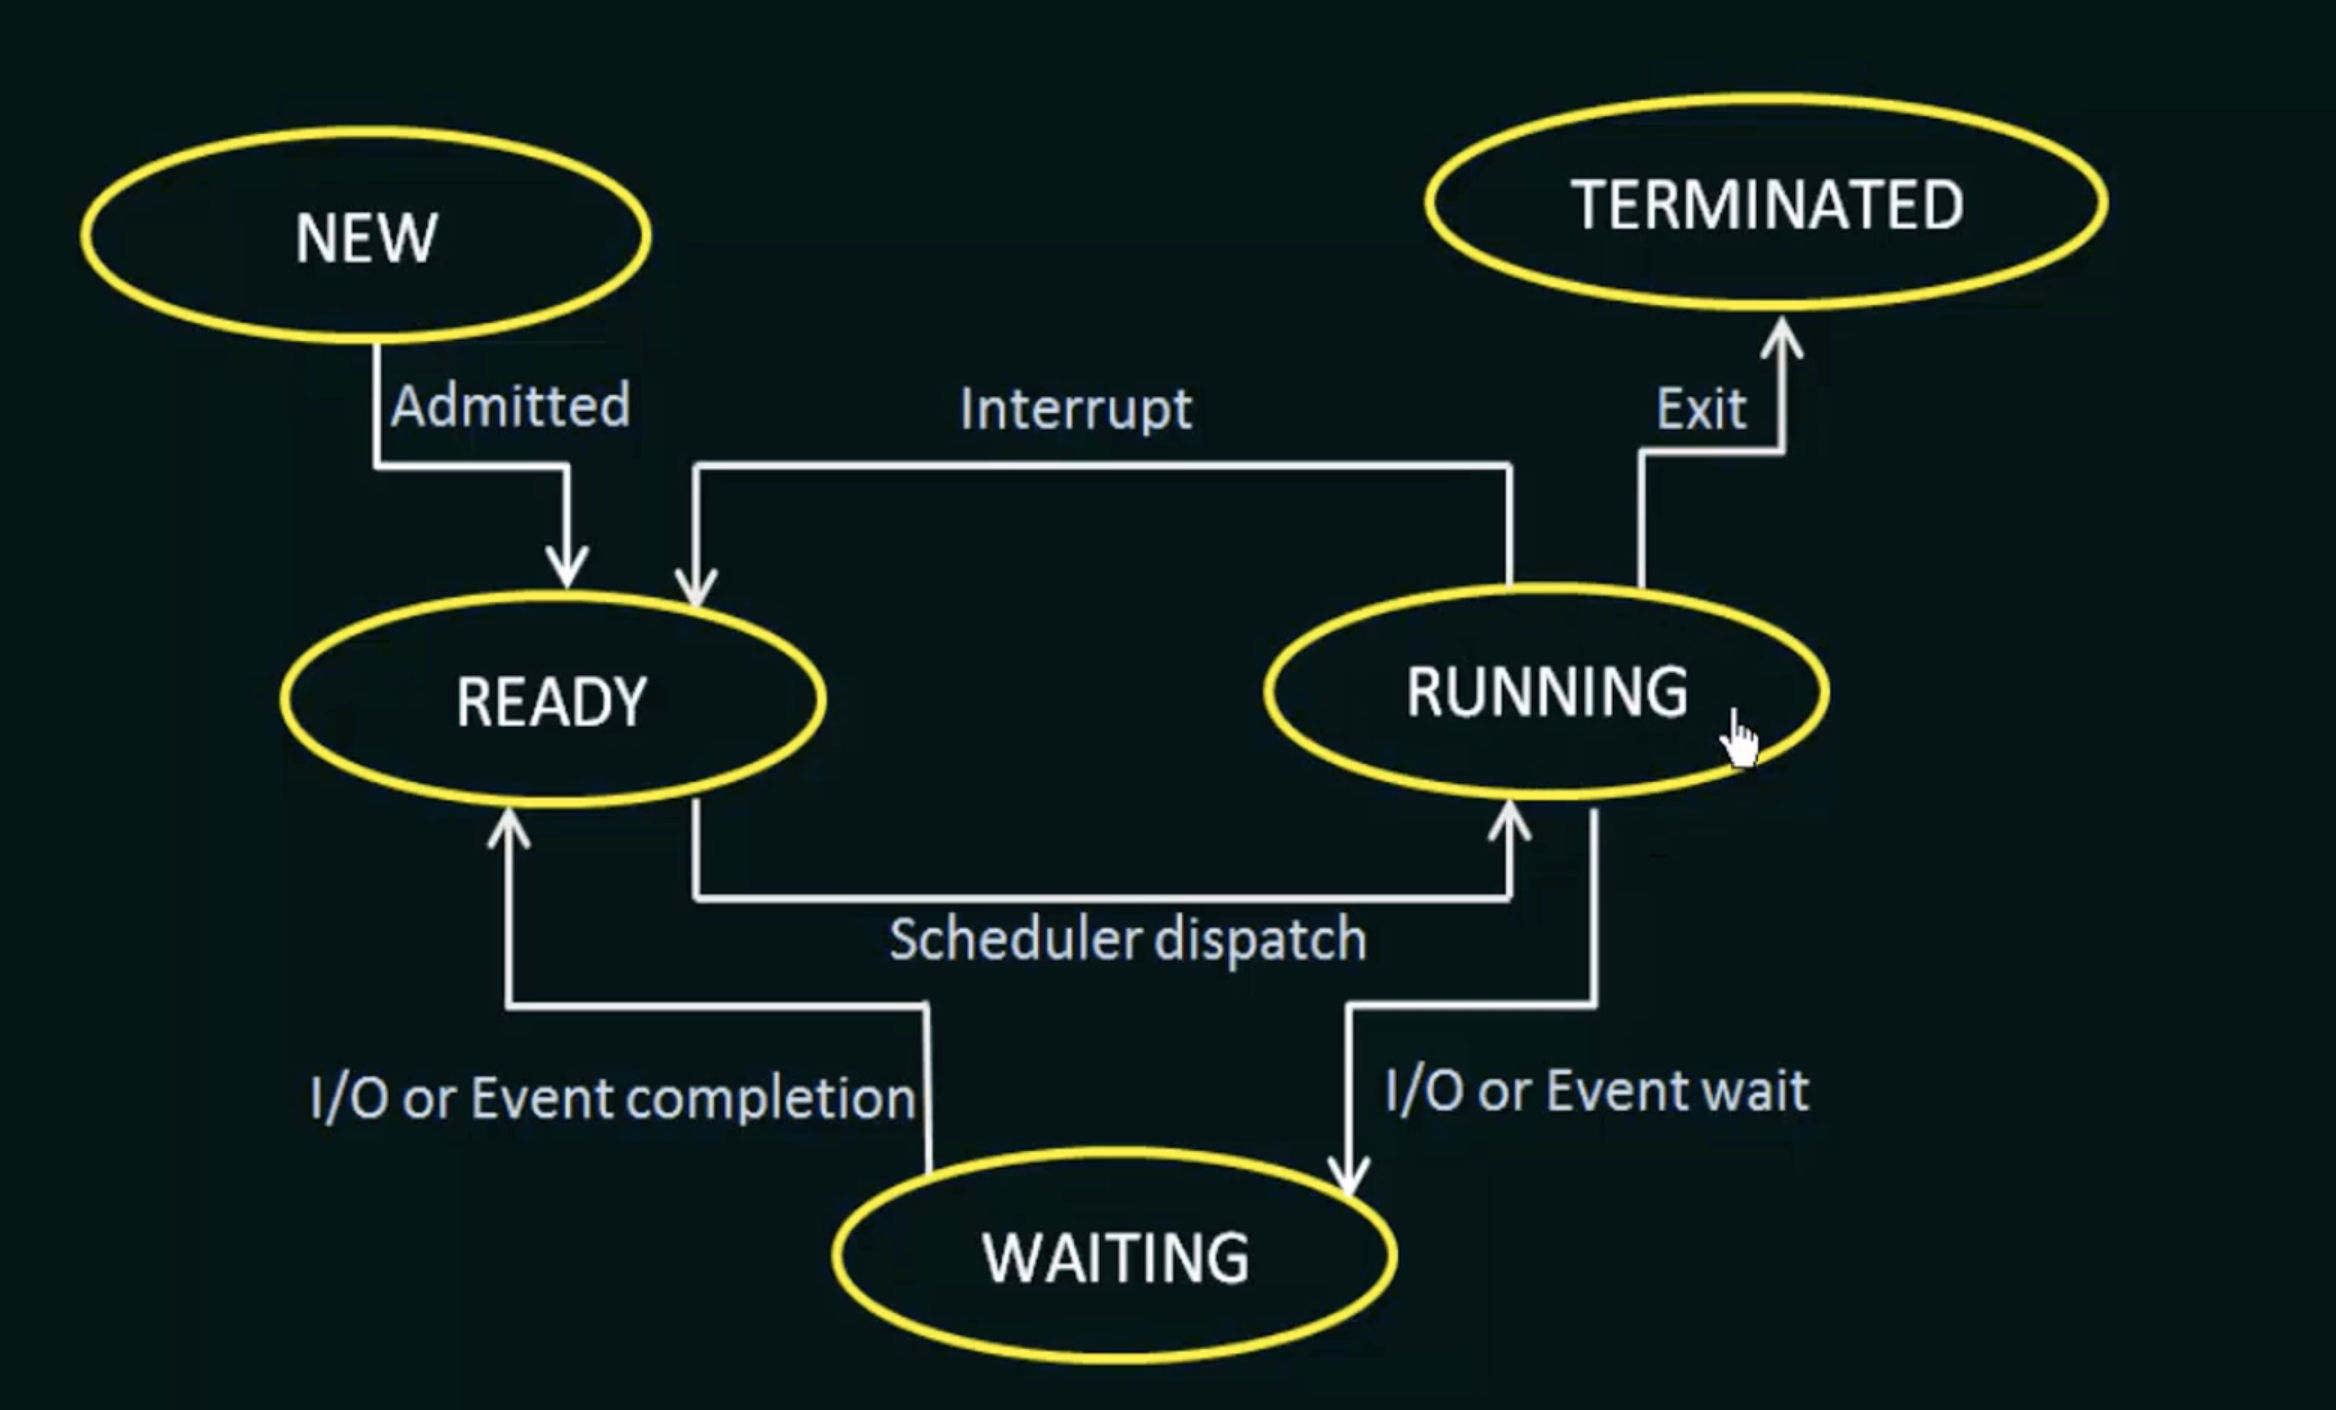 TERMINATED
NEW
Admitted
Interrupt
Exit
READY
RUNNING
Scheduler dispatch
I/O or Event completion
I/O or Event wait
WAITING